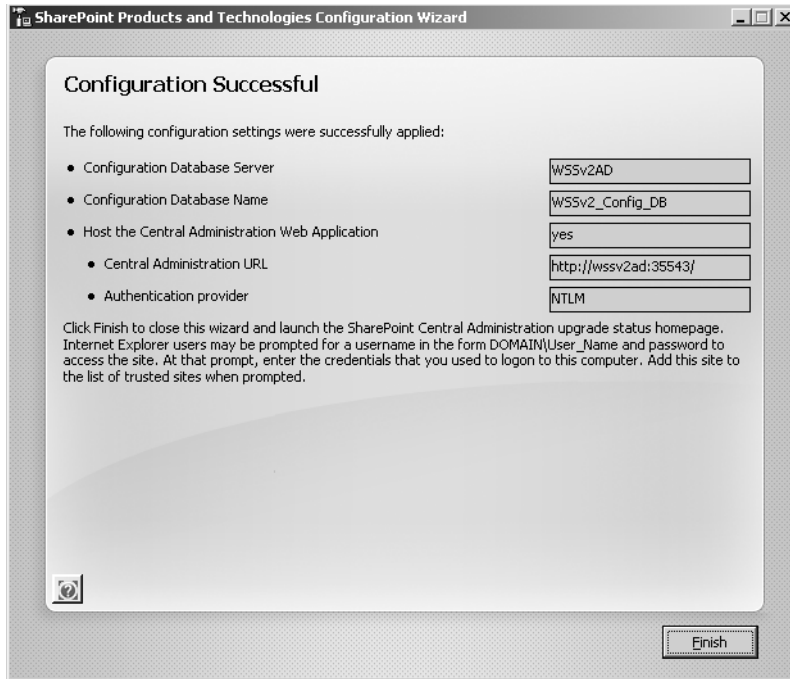 SharePoint Products and Technologies Configuration Wizard
Configuration Successful
The following configuration settings were successfully applied:
Configuration Database Server WSSv2AD
Configuration Database Name WSSv2_Config_DB
Host the Central Administration Web Application yes
Central Administration URL http://wssv2ad:35543/
Authentication provider NTLM
Click Finish to close this wizard and launch the SharePoint Central Administration upgrade status homepage.
Internet Explorer users may be prompted for a username in the form DOMAIN\User_Name and password to
access the site. At that prompt, enter the credentials that you used to logon to this computer. Add this site to
the list of trusted sites when prompted.
Finish